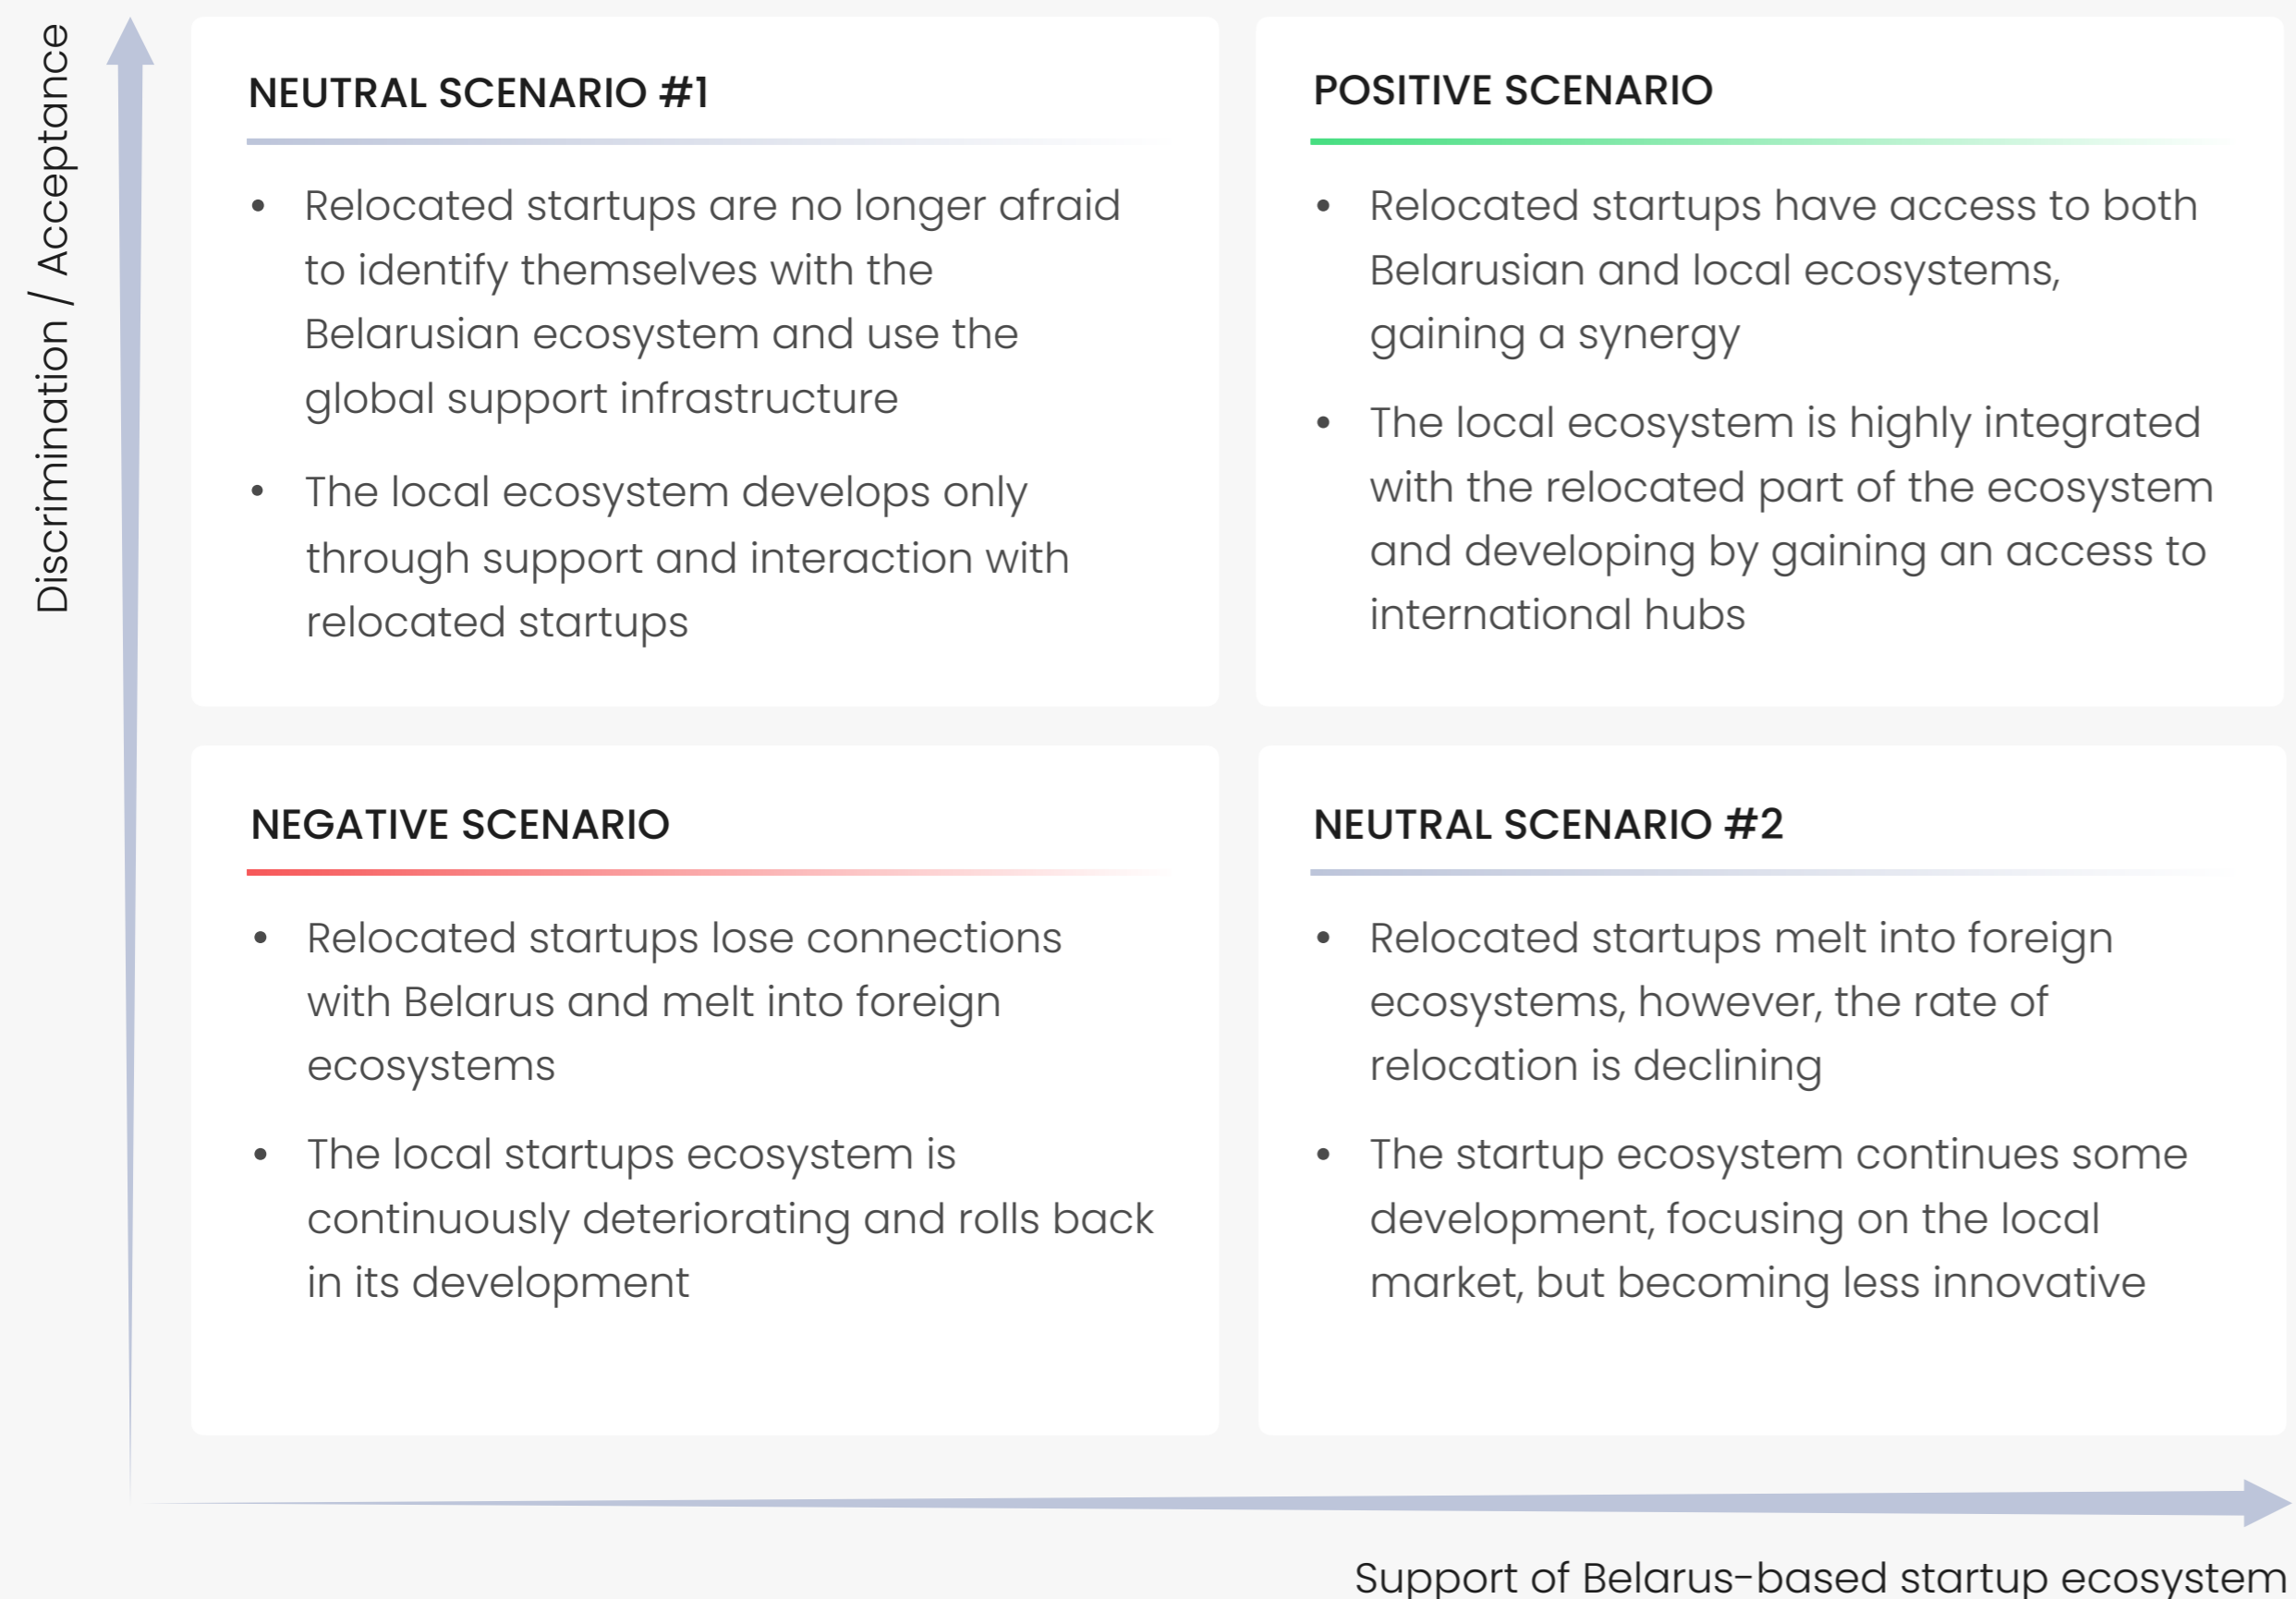 Discrimination / Acceptance
NEUTRAL SCENARIO #1
• Relocated startups are no longer afraid
to identify themselves with the
Belarusian ecosystem and use the
global support infrastructure
• The local ecosystem develops only
through support and interaction with
relocated startups
POSITIVE SCENARIO
• Relocated startups have access to both
Belarusian and local ecosystems,
gaining a synergy
• The local ecosystem is highly integrated
with the relocated part of the ecosystem
and developing by gaining an access to
international hubs
NEGATIVE SCENARIO
• Relocated startups lose connections
with Belarus and melt into foreign
ecosystems
• The local startups ecosystem is
continuously deteriorating and rolls back
in its development
NEUTRAL SCENARIO #2
• Relocated startups melt into foreign
ecosystems, however, the rate of
relocation is declining
• The startup ecosystem continues some
development, focusing on the local
market, but becoming less innovative
Support of Belarus-based startup ecosystem